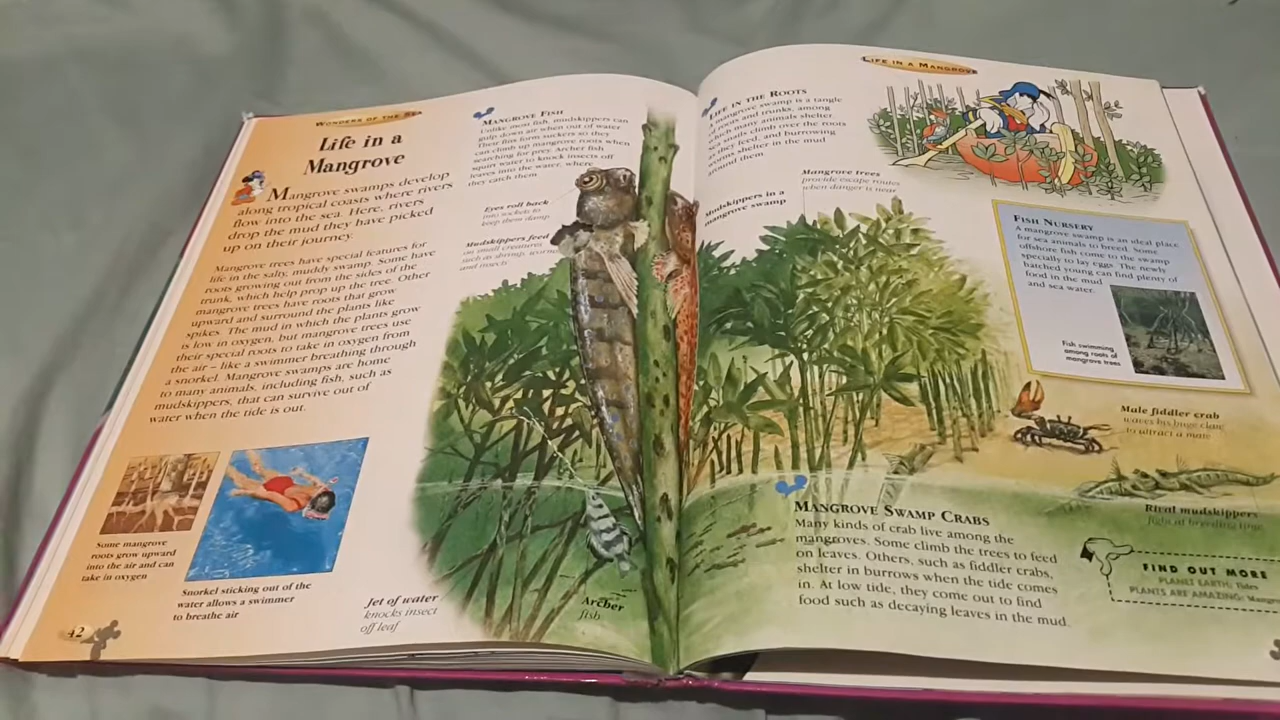 WONDERS OF THE SEA
Life in a
Mangrove
Mangrove swamps develop
along tropical coasts where rivers
flow into the sea. Here, rivers
drop the mud they have picked
up on their journey.
Mangrove trees have special features for
life in the salty, muddy swamp. Some have
roots growing out from the sides of the
trunk, which help prop up the tree. Other
mangrove trees have roots that grow
upward and surround the plants like
spikes. The mud in which the plants grow
is low in oxygen, but mangrove trees use
their special roots to take in oxygen from
the air – like a swimmer breathing through
a snorkel. Mangrove swamps are home
to many animals, including fish, such as
mudskippers, that can survive out of
water when the tide is out.
Some mangrove
roots grow upward
into the air and can
take in oxygen
Snorkel sticking out of the
water allows a swimmer
to breathe air
42
MANGROVE FISH
Unlike most fish, mudskippers can
gulp down air when out of water.
Their fins have suckers so they
can climb up mangrove roots when
searching for prey. Archer fish
squirt water to knock insects off
leaves into the water, where
they catch them.
Eyes roll back
into sockets to
keep them damp
Mudskippers feed
on small creatures,
such as shrimp, worms
and insects
Jet of water
knocks insect
off leaf
Archer
fish
LIFE IN A MANGROVE
LIFE IN THE ROOTS
A mangrove swamp is a tangle
of roots and trunks, among
which many animals shelter.
Sea snails climb over the roots
as they feed, and burrowing
worms shelter in the mud
around them.
Mudskippers in a
mangrove swamp
Mangrove trees
provide escape routes
when danger is near
FISH NURSERY
A mangrove swamp is an ideal place
for sea animals to breed. Some
offshore fish come to the swamp
specially to lay eggs. The newly
hatched young can find plenty of
food in the mud
and sea water.
Fish swimming
among roots of
mangrove trees
Male fiddler crab
waves his huge claw
to attract a mate
Rival mudskippers
fight at breeding time
MANGROVE SWAMP CRABS
Many kinds of crab live among the
mangroves. Some climb the trees to feed
on leaves. Others, such as fiddler crabs,
shelter in burrows when the tide comes
in. At low tide, they come out to find
food such as decaying leaves in the mud.
FIND OUT MORE
PLANET EARTH: Tides
PLANTS ARE AMAZING: